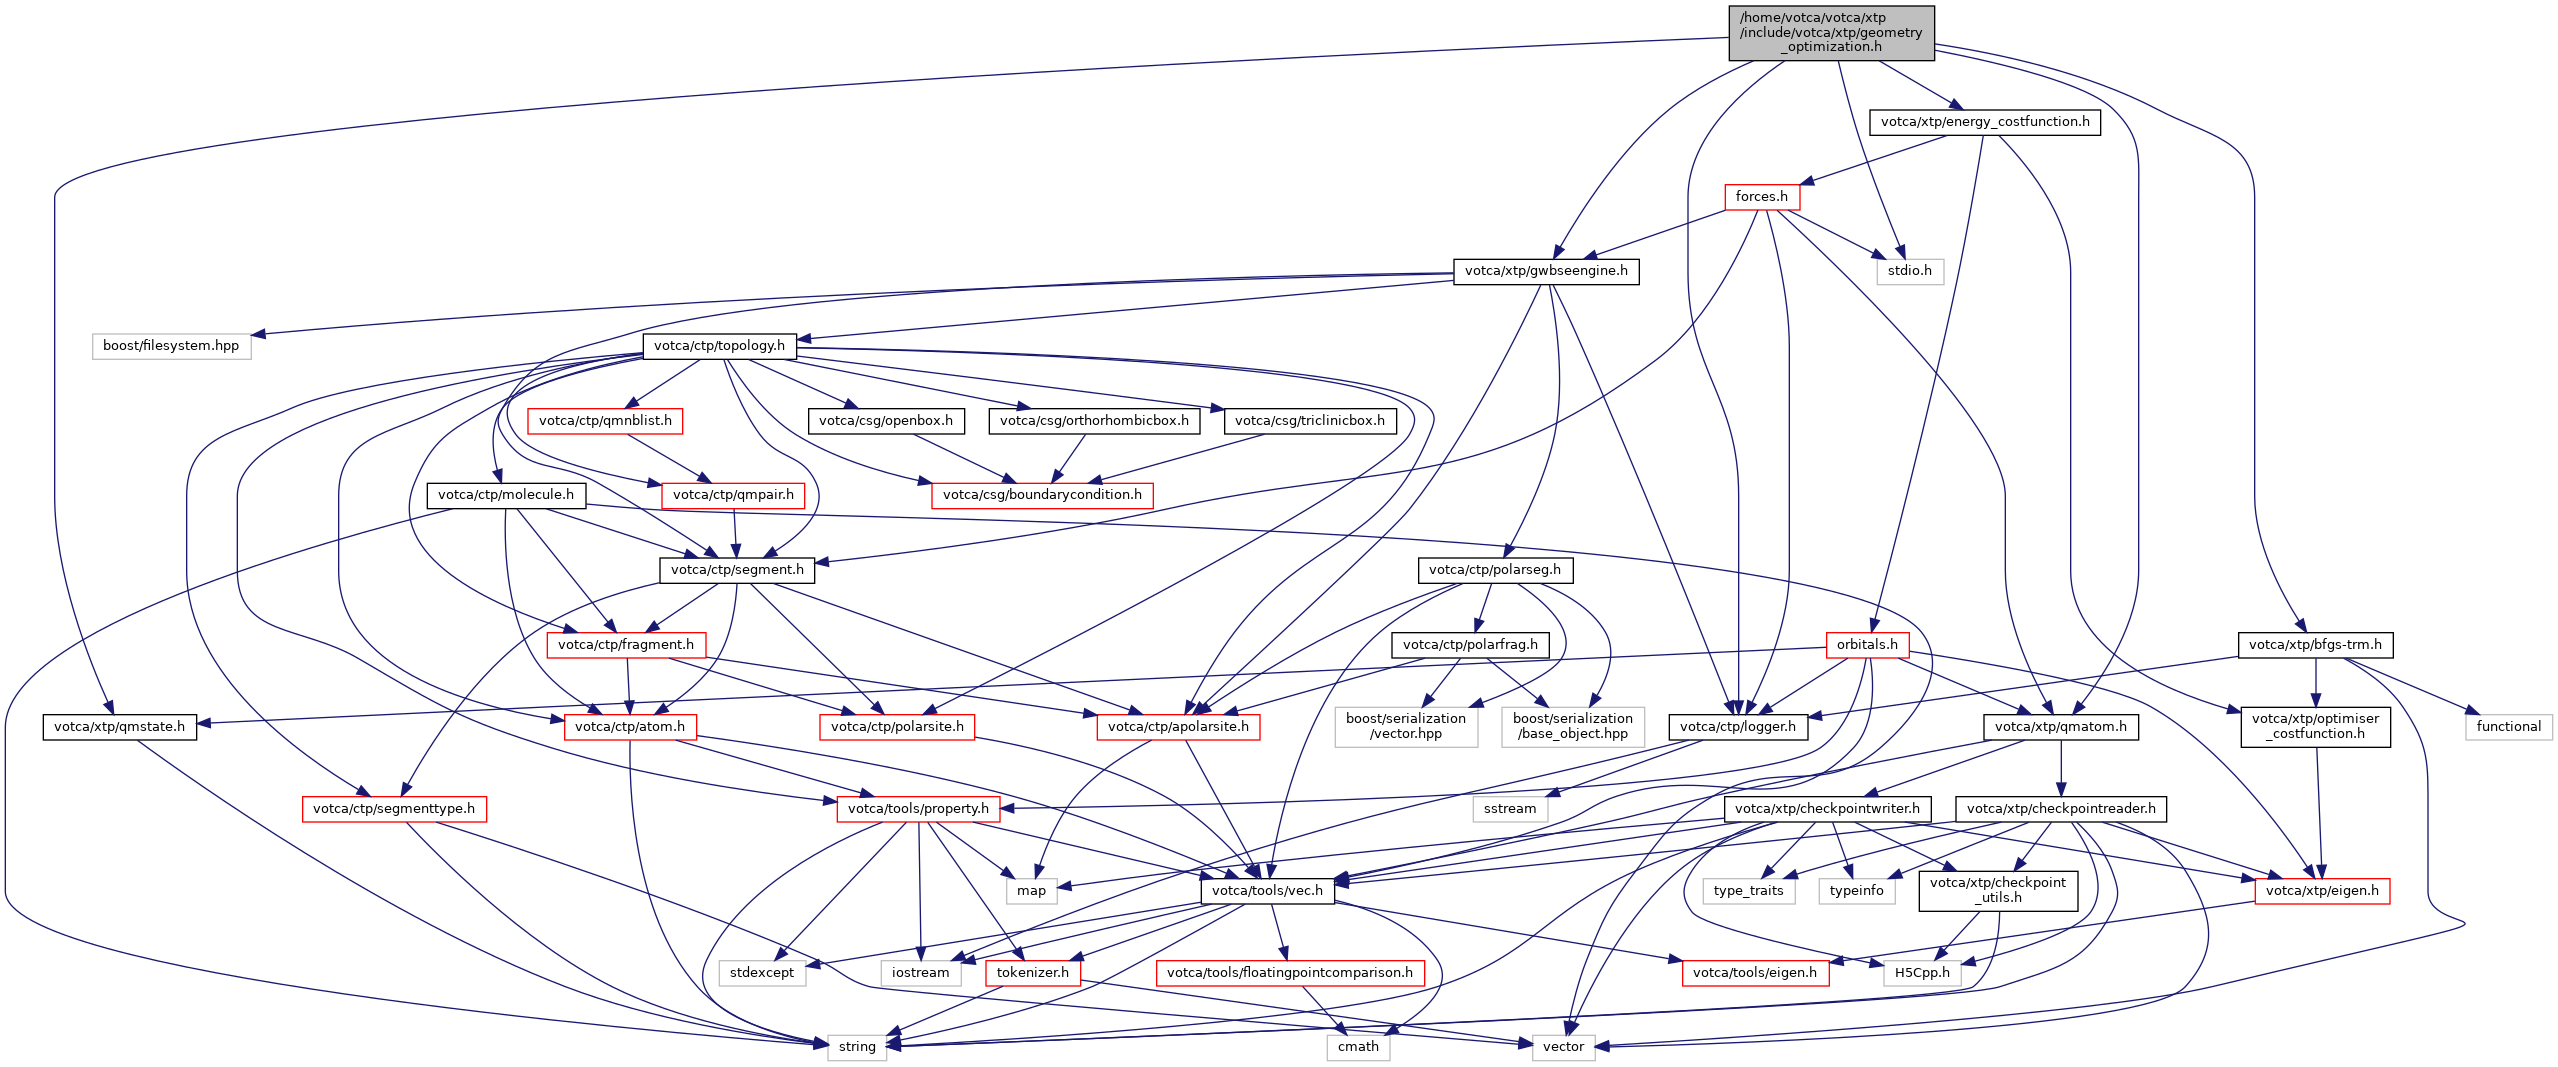 /home/votca/votca/xtp
/include/votca/xtp/geometry
_optimization.h
votca/xtp/energy_costfunction.h
forces.h
votca/xtp/gwbseengine.h
stdio.h
boost/filesystem.hpp
votca/ctp/topology.h
votca/ctp/qmnblist.h
votca/csg/openbox.h
votca/csg/orthorhombicbox.h
votca/csg/triclinicbox.h
votca/ctp/molecule.h
votca/ctp/qmpair.h
votca/csg/boundarycondition.h
votca/ctp/segment.h
votca/ctp/polarseg.h
votca/ctp/fragment.h
votca/ctp/polarfrag.h
orbitals.h
votca/xtp/bfgs-trm.h
votca/xtp/qmstate.h
votca/ctp/atom.h
votca/ctp/polarsite.h
votca/ctp/apolarsite.h
boost/serialization
/vector.hpp
boost/serialization
/base_object.hpp
votca/ctp/logger.h
votca/xtp/qmatom.h
votca/xtp/optimiser
_costfunction.h
functional
votca/ctp/segmenttype.h
votca/tools/property.h
sstream
votca/xtp/checkpointwriter.h
votca/xtp/checkpointreader.h
map
votca/tools/vec.h
type_traits
typeinfo
votca/xtp/checkpoint
_utils.h
votca/xtp/eigen.h
stdexcept
iostream
tokenizer.h
votca/tools/floatingpointcomparison.h
votca/tools/eigen.h
H5Cpp.h
string
cmath
vector